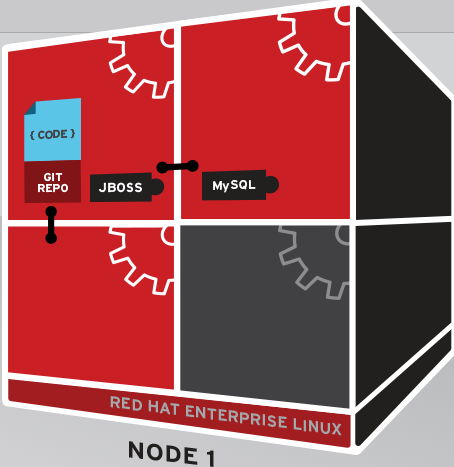 { CODE }
GIT
REPO
JBOSS
MySQL
RED HAT ENTERPRISE LINUX
NODE 1